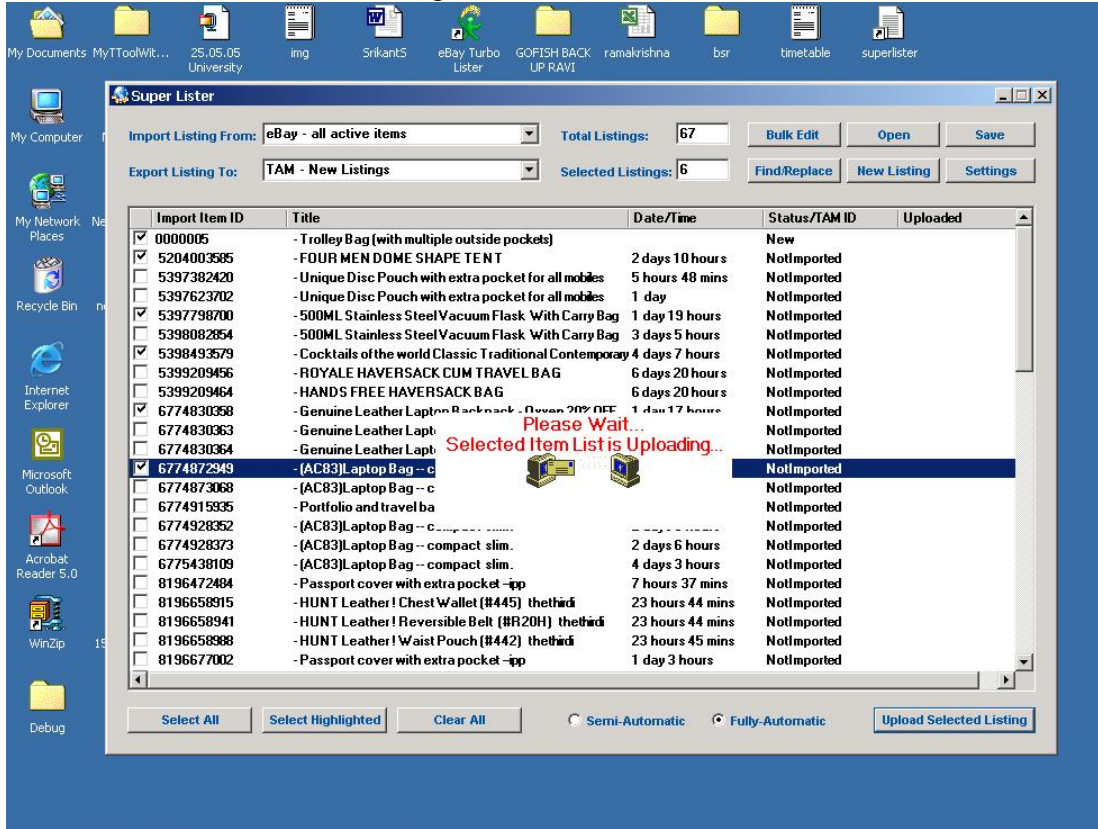 My Documents
MyTToolWit...
25.05.05
University
img
Srikant5
eBay Turbo
Lister
GOFISH BACK
UP RAVI
ramakrishna
bsr
timetable
superlister
My Computer
My Network
Places
Ne
Recycle Bin
Internet
Explorer
Microsoft
Outlook
Acrobat
Reader 5.0
WinZip
15
Debug
Super Lister
Import Listing From: eBay - all active items Total Listings: 67 Bulk Edit Open Save
Export Listing To: TAM - New Listings Selected Listings: 6 Find/Replace New Listing Settings
Import Item ID Title Date/Time Status/TAM ID Uploaded
0000005 - Trolley Bag (with multiple outside pockets) New
5204003585 - FOUR MEN DOME SHAPE TENT 2 days 10 hours NotImported
5397382420 - Unique Disc Pouch with extra pocket for all mobiles 5 hours 48 mins NotImported
5397623702 - Unique Disc Pouch with extra pocket for all mobiles 1 day NotImported
5397798700 - 500ML Stainless Steel Vacuum Flask With Carry Bag 1 day 19 hours NotImported
5398082854 - 500ML Stainless Steel Vacuum Flask With Carry Bag 3 days 5 hours NotImported
5398493579 - Cocktails of the world Classic Traditional Contemporary 4 days 7 hours NotImported
5399209456 - ROYALE HAVERSACK CUM TRAVEL BAG 6 days 20 hours NotImported
5399209464 - HANDS FREE HAVERSACK BAG 6 days 20 hours NotImported
6774830358 - Genuine Leather Laptop Backpack - Oxygen 20% OFF 1 day 17 hours NotImported
6774830363 - Genuine Leather Lapt NotImported
6774830364 - Genuine Leather Lapt NotImported
6774872949 - (AC83)Laptop Bag -- c NotImported
6774873068 - (AC83)Laptop Bag -- c NotImported
6774915935 - Portfolio and travel ba NotImported
6774928352 - (AC83)Laptop Bag -- NotImported
6774928373 - (AC83)Laptop Bag -- compact slim. 2 days 6 hours NotImported
6775438109 - (AC83)Laptop Bag -- compact slim. 4 days 3 hours NotImported
8196472484 - Passport cover with extra pocket –ipp 7 hours 37 mins NotImported
8196658915 - HUNT Leather! Chest Wallet (#445) thethirdi 23 hours 44 mins NotImported
8196658941 - HUNT Leather! Reversible Belt (#R20H) thethirdi 23 hours 44 mins NotImported
8196658988 - HUNT Leather! Waist Pouch (#442) thethirdi 23 hours 45 mins NotImported
8196677002 - Passport cover with extra pocket –ipp 1 day 3 hours NotImported
Please Wait...
Selected Item List is Uploading...
Select All Select Highlighted Clear All Semi-Automatic Fully-Automatic Upload Selected Listing